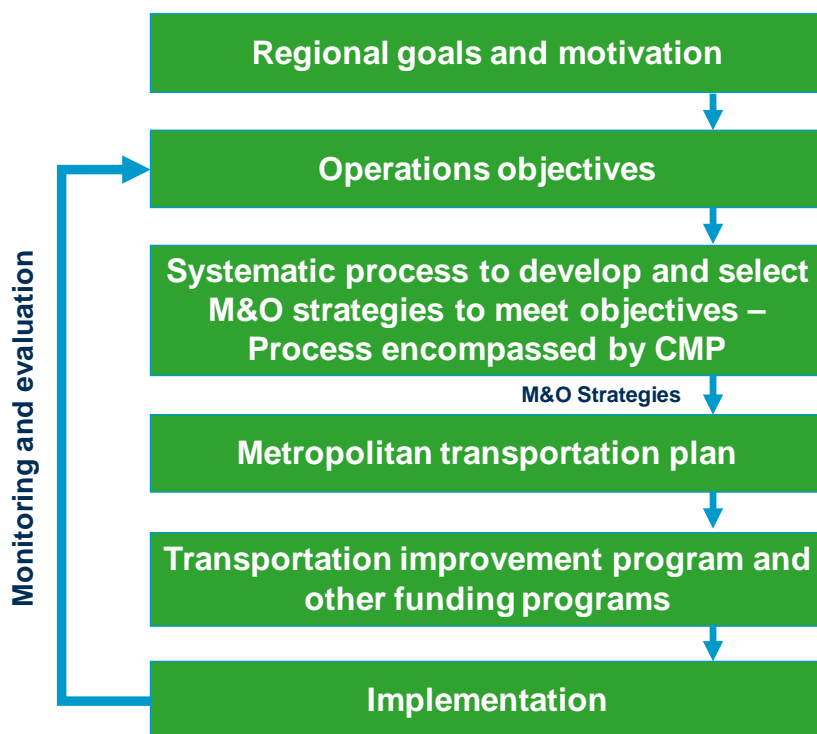 Regional goals and motivation
Operations objectives
Systematic process to develop and select
M&O strategies to meet objectives –
Process encompassed by CMP
M&O Strategies
Metropolitan transportation plan
Transportation improvement program and
other funding programs
Implementation
Monitoring and evaluation